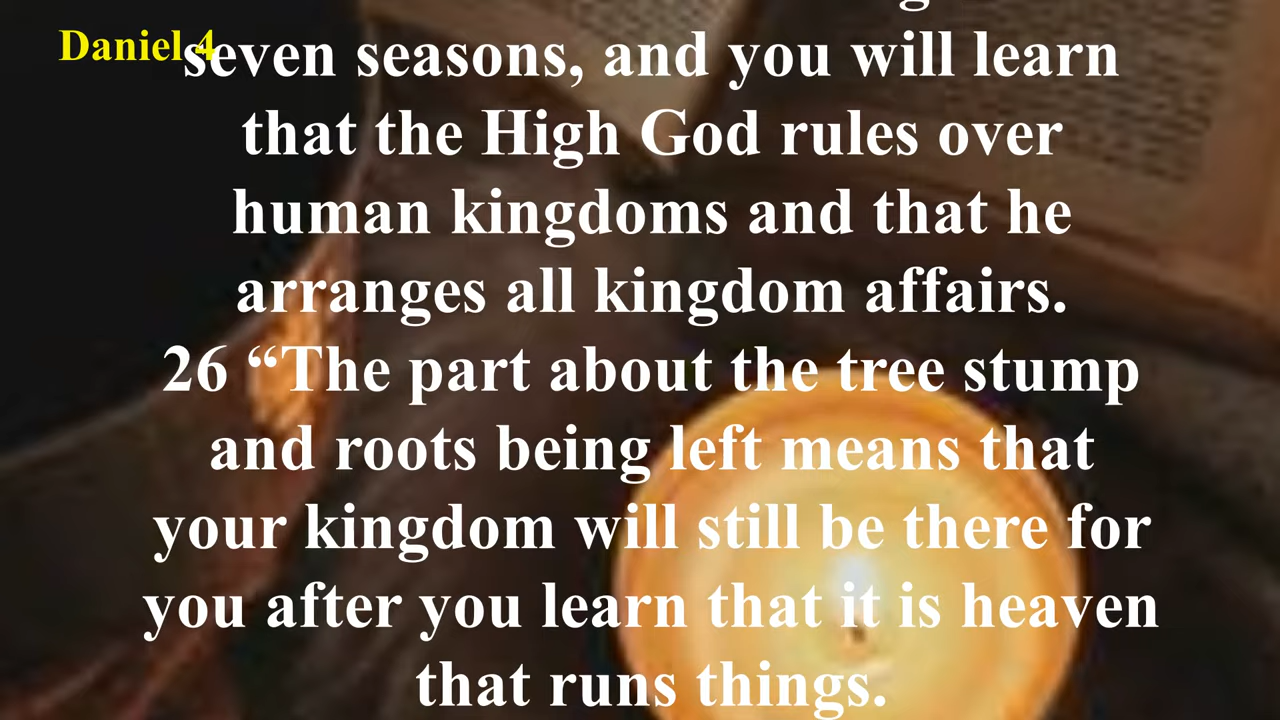 Daniel 4
seven seasons, and you will learn
that the High God rules over
human kingdoms and that he
arranges all kingdom affairs.
26 “The part about the tree stump
and roots being left means that
your kingdom will still be there for
you after you learn that it is heaven
that runs things.